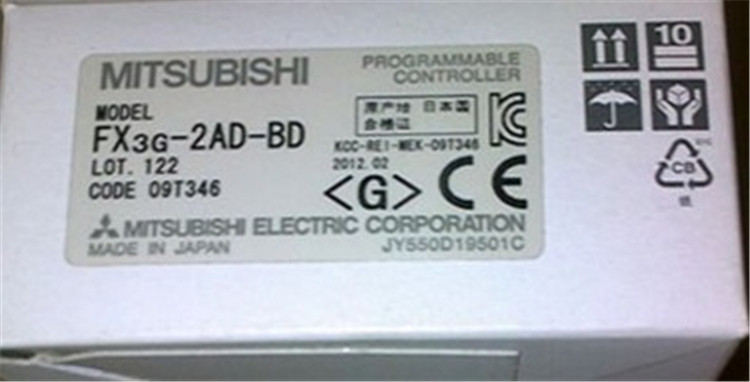 MITSUBISHI
PROGRAMMABLE
CONTROLLER
MODEL
FX3G-2AD-BD
LOT. 122
CODE 09T346
原产地 日本国
合格证
KCC-REI-MEK-09T346
2012.02
<G> CE
MITSUBISHI ELECTRIC CORPORATION
MADE IN JAPAN
JY550D19501C
10
CB
纸